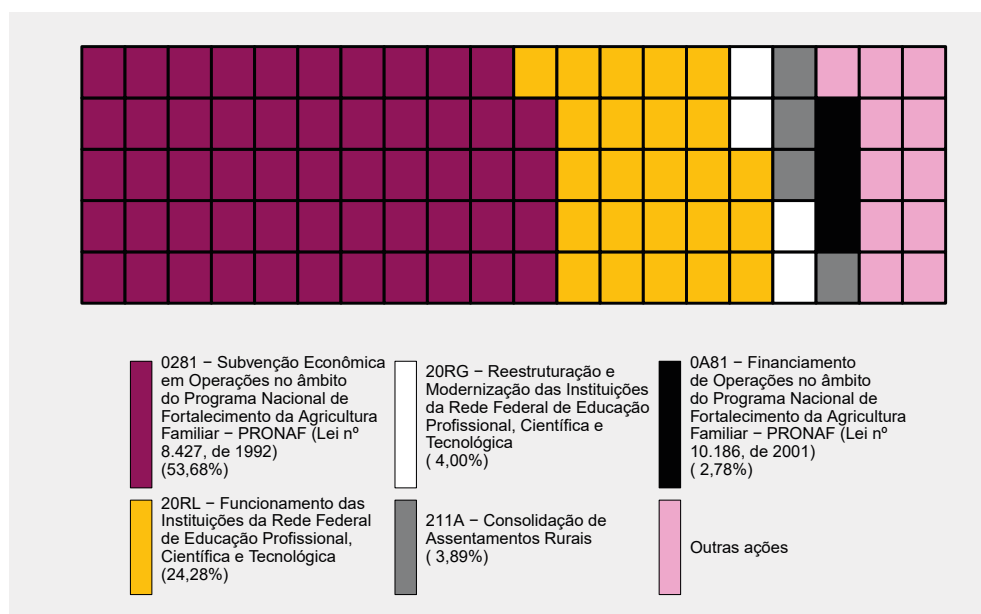 0281 − Subvenção Econômica
em Operações no âmbito
do Programa Nacional de
Fortalecimento da Agricultura
Familiar − PRONAF (Lei nº
8.427, de 1992)
(53,68%)
20RL − Funcionamento das
Instituições da Rede Federal
de Educação Profissional,
Científica e Tecnológica
(24,28%)
20RG − Reestruturação e
Modernização das Instituições
da Rede Federal de Educação
Profissional, Científica e
Tecnológica
( 4,00%)
211A − Consolidação de
Assentamentos Rurais
( 3,89%)
0A81 − Financiamento
de Operações no âmbito
do Programa Nacional de
Fortalecimento da Agricultura
Familiar − PRONAF (Lei nº
10.186, de 2001)
( 2,78%)
Outras ações